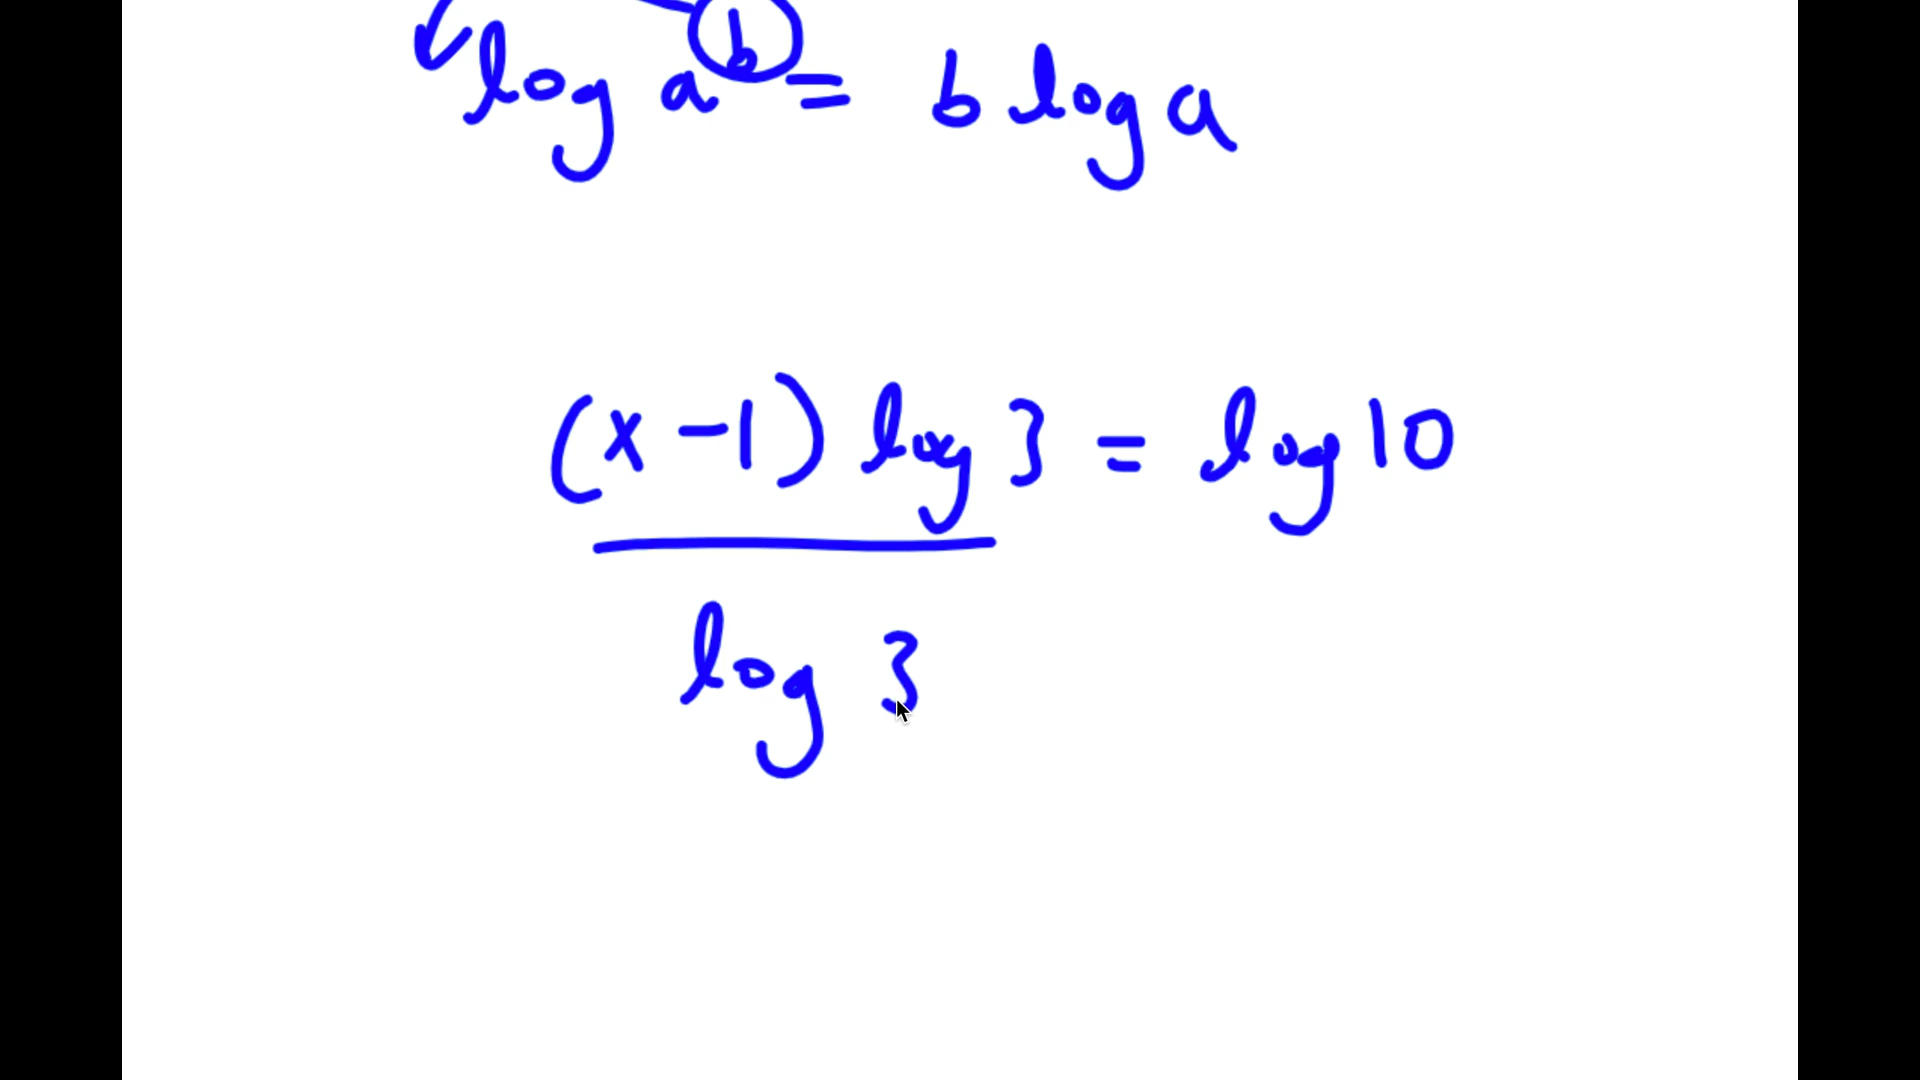 log a^b = b log a
(x - 1) log 3 = log 10
log 3